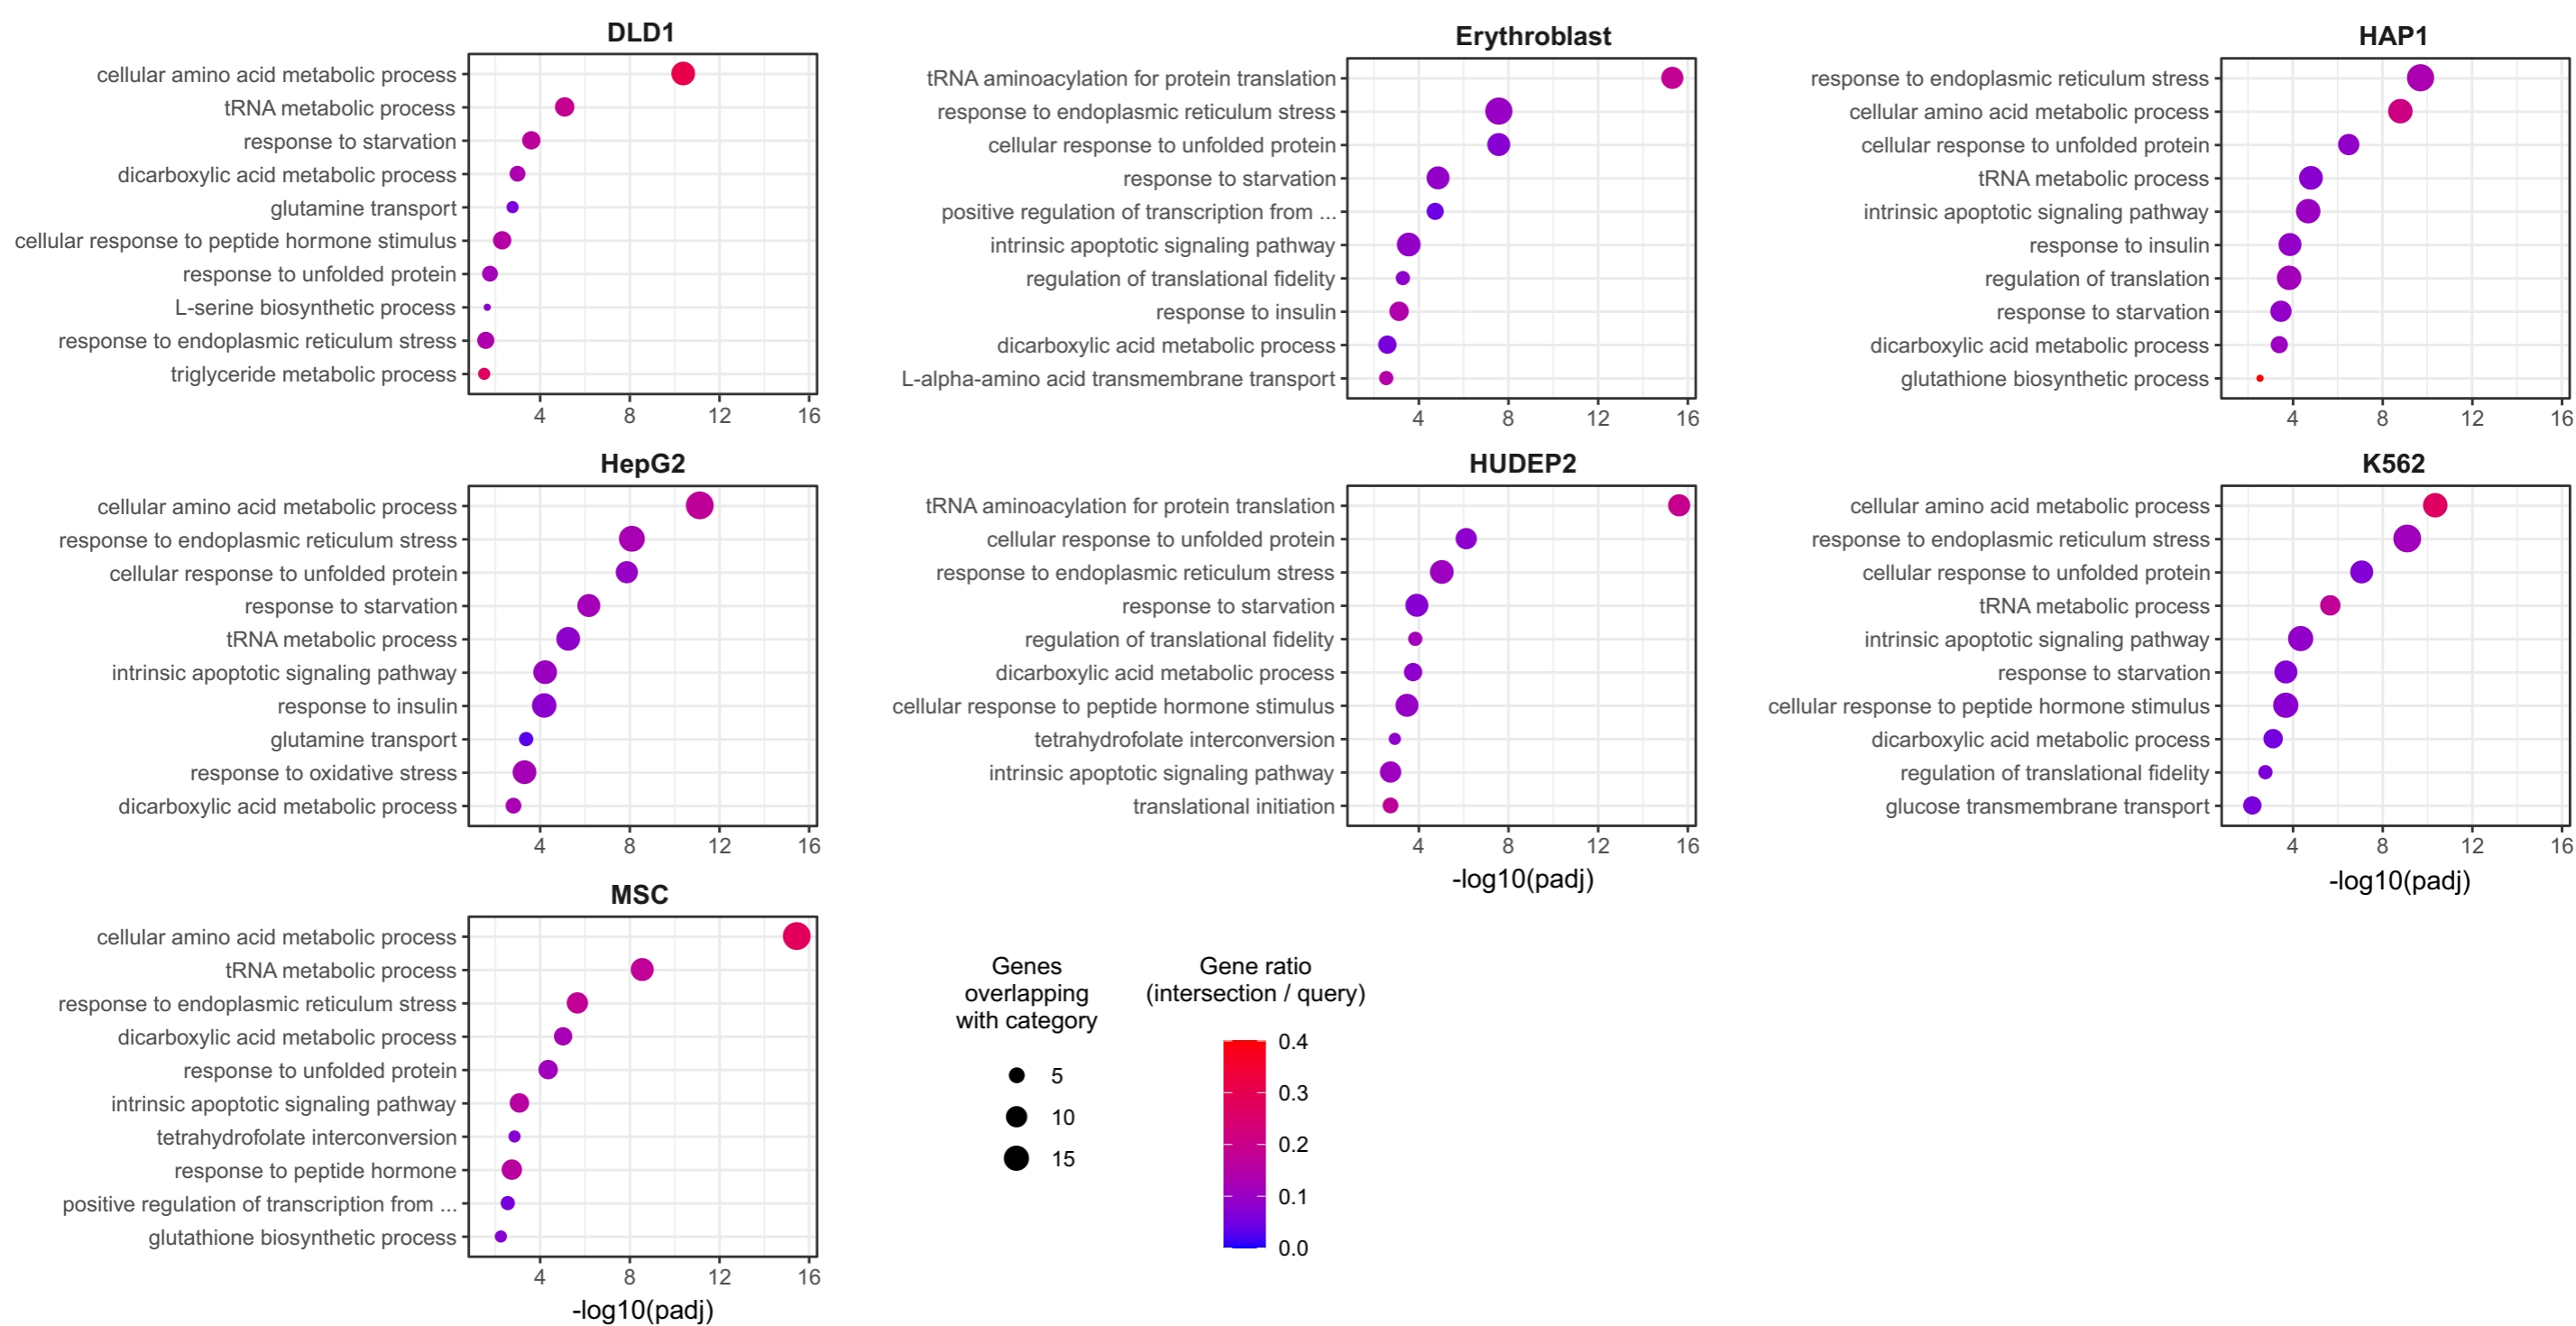 DLD1
cellular amino acid metabolic process
tRNA metabolic process
response to starvation
dicarboxylic acid metabolic process
glutamine transport
cellular response to peptide hormone stimulus
response to unfolded protein
L-serine biosynthetic process
response to endoplasmic reticulum stress
triglyceride metabolic process
4 8 12 16
Erythroblast
tRNA aminoacylation for protein translation
response to endoplasmic reticulum stress
cellular response to unfolded protein
response to starvation
positive regulation of transcription from ...
intrinsic apoptotic signaling pathway
regulation of translational fidelity
response to insulin
dicarboxylic acid metabolic process
L-alpha-amino acid transmembrane transport
4 8 12 16
HAP1
response to endoplasmic reticulum stress
cellular amino acid metabolic process
cellular response to unfolded protein
tRNA metabolic process
intrinsic apoptotic signaling pathway
response to insulin
regulation of translation
response to starvation
dicarboxylic acid metabolic process
glutathione biosynthetic process
4 8 12 16
HepG2
cellular amino acid metabolic process
response to endoplasmic reticulum stress
cellular response to unfolded protein
response to starvation
tRNA metabolic process
intrinsic apoptotic signaling pathway
response to insulin
glutamine transport
response to oxidative stress
dicarboxylic acid metabolic process
4 8 12 16
HUDEP2
tRNA aminoacylation for protein translation
cellular response to unfolded protein
response to endoplasmic reticulum stress
response to starvation
regulation of translational fidelity
dicarboxylic acid metabolic process
cellular response to peptide hormone stimulus
tetrahydrofolate interconversion
intrinsic apoptotic signaling pathway
translational initiation
4 8 12 16
-log10(padj)
K562
cellular amino acid metabolic process
response to endoplasmic reticulum stress
cellular response to unfolded protein
tRNA metabolic process
intrinsic apoptotic signaling pathway
response to starvation
cellular response to peptide hormone stimulus
dicarboxylic acid metabolic process
regulation of translational fidelity
glucose transmembrane transport
4 8 12 16
-log10(padj)
MSC
cellular amino acid metabolic process
tRNA metabolic process
response to endoplasmic reticulum stress
dicarboxylic acid metabolic process
response to unfolded protein
intrinsic apoptotic signaling pathway
tetrahydrofolate interconversion
response to peptide hormone
positive regulation of transcription from ...
glutathione biosynthetic process
4 8 12 16
-log10(padj)
Genes
overlapping
with category
5
10
15
Gene ratio
(intersection / query)
0.4
0.3
0.2
0.1
0.0